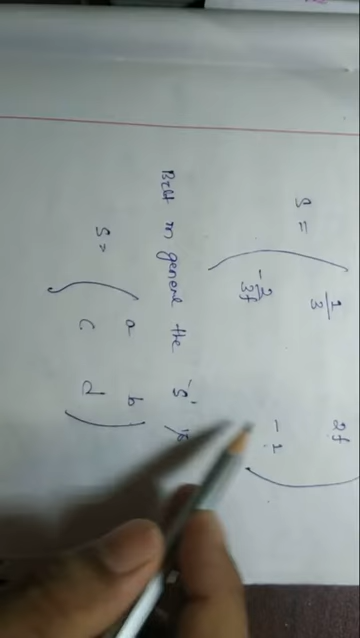 S = ( 1/3 2f
-2/3f -1 )
But in general the 's' is
S = ( a b
c d )